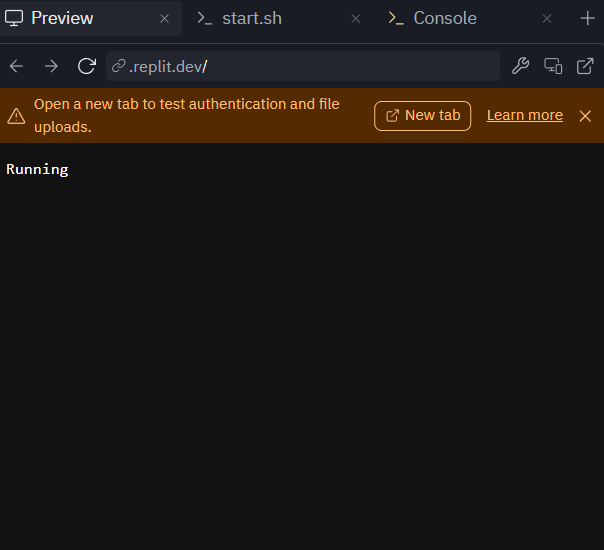 Preview
start.sh
Console
.replit.dev/
Open a new tab to test authentication and file
uploads.
New tab
Learn more
Running